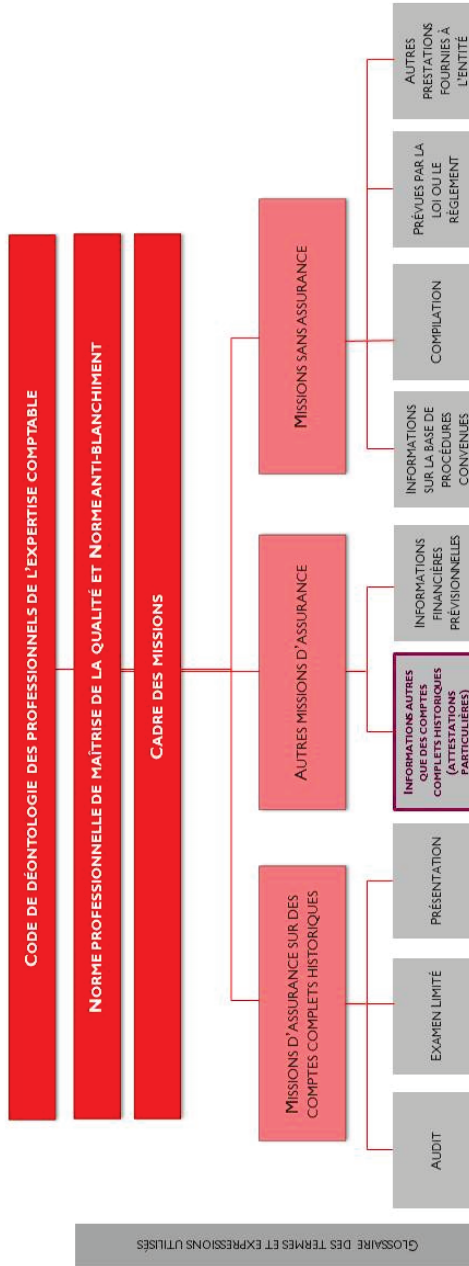 CODE DE DÉONTOLOGIE DES PROFESSIONNELS DE L'EXPERTISE COMPTABLE
NORME PROFESSIONNELLE DE MAÎTRISE DE LA QUALITÉ ET NORME ANTI-BLANCHIMENT
CADRE DES MISSIONS
MISSIONS D'ASSURANCE SUR DES
COMPTES COMPLETS HISTORIQUES
AUTRES MISSIONS D'ASSURANCE
MISSIONS SANS ASSURANCE
AUDIT
EXAMEN LIMITÉ
PRÉSENTATION
INFORMATIONS AUTRES
QUE DES COMPTES
COMPLETS HISTORIQUES
(ATTESTATIONS
PARTICULIÈRES)
INFORMATIONS
FINANCIÈRES
PRÉVISIONNELLES
INFORMATIONS
SUR LA BASE DE
PROCÉDURES
CONVENUES
COMPILATION
PRÉVUES PAR LA
LOI OU LE
RÈGLEMENT
AUTRES
PRESTATIONS
FOURNIES À
L'ENTITÉ
GLOSSAIRE DES TERMES ET EXPRESSIONS UTILISÉS